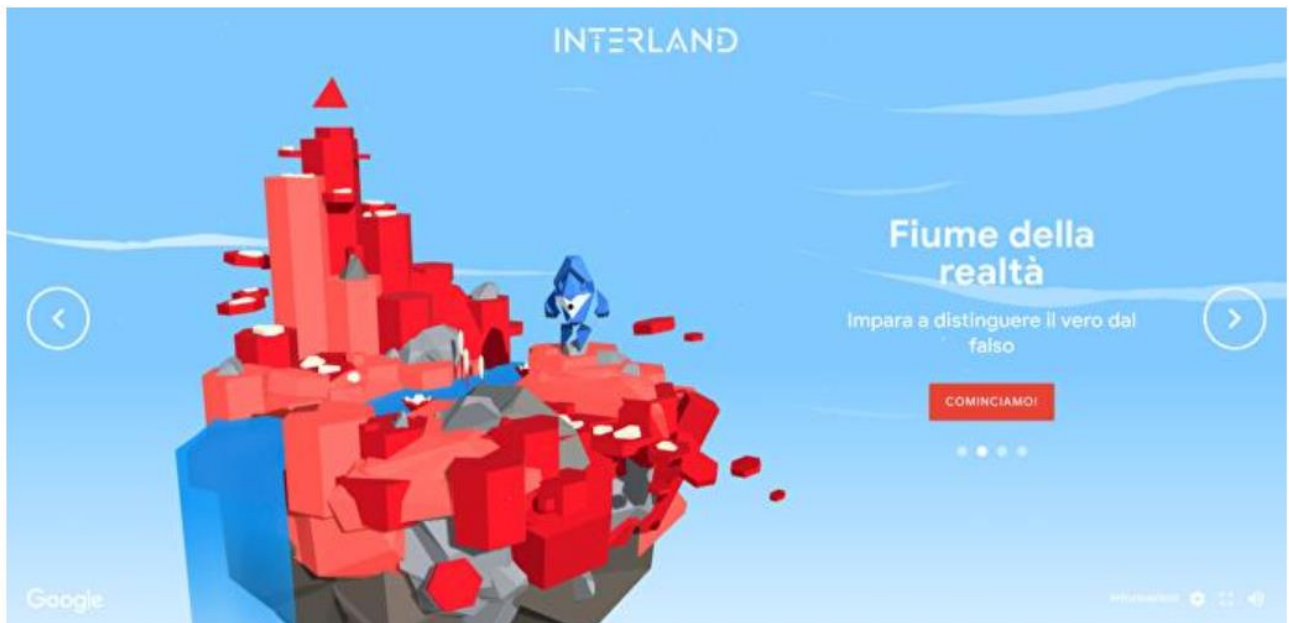 INTERLAND
Fiume della
realtà
Impara a distinguere il vero dal
falso
COMINCIAMO!
Google